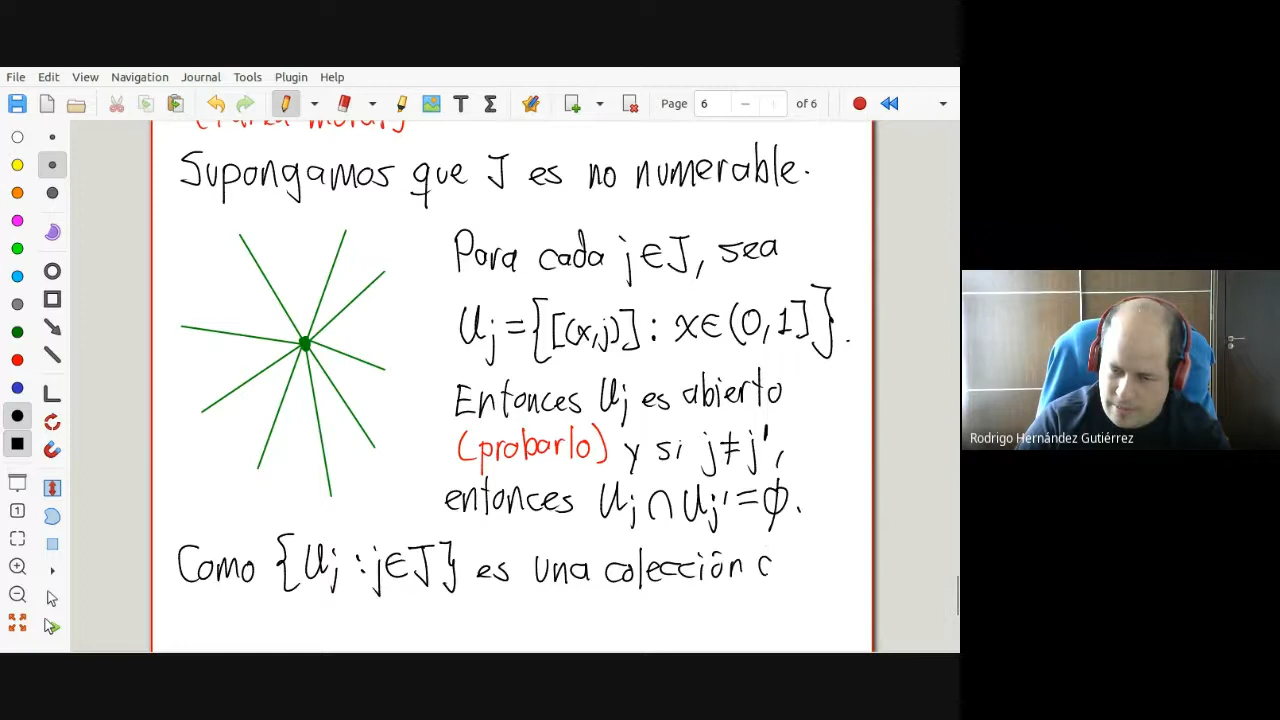 File Edit View Navigation Journal Tools Plugin Help
Page 6 of 6
(Tarea moral)
Supongamos que J es no numerable.
Para cada j∈J, sea
Uj={[(x,j)] : x∈(0,1]}.
Entonces Uj es abierto
(probarlo) y si j≠j',
entonces Uj∩Uj'=∅.
Como {Uj : j∈J} es una colección c
Rodrigo Hernández Gutiérrez